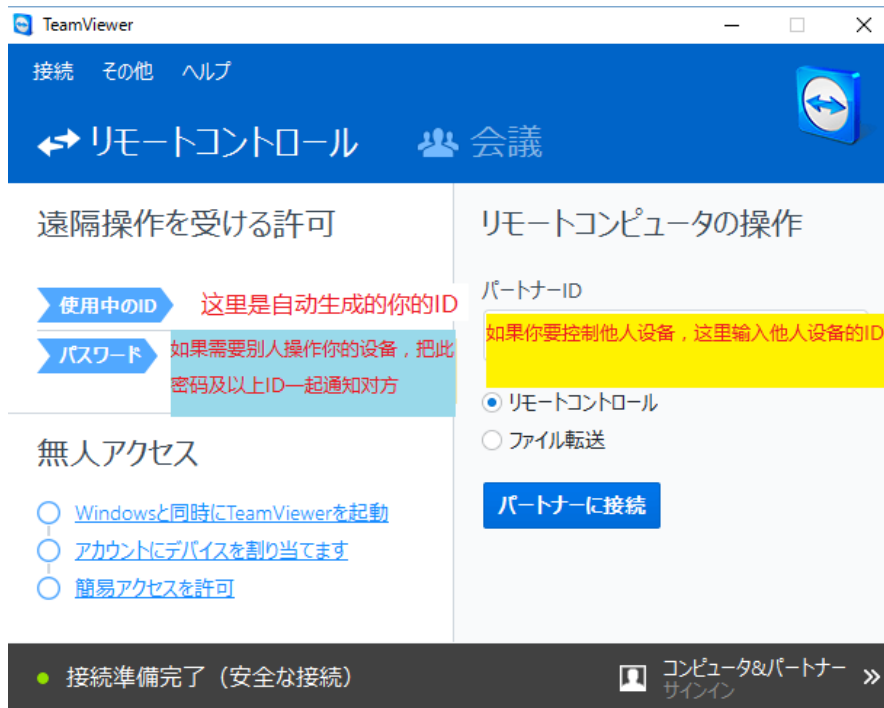 TeamViewer
接続 その他 ヘルプ
リモートコントロール 会議
遠隔操作を受ける許可
使用中のID 这里是自动生成的你的ID
パスワード 如果需要别人操作你的设备，把此
密码及以上ID一起通知对方
無人アクセス
Windowsと同時にTeamViewerを起動
アカウントにデバイスを割り当てます
簡易アクセスを許可
リモートコンピュータの操作
パートナーID
如果你要控制他人设备，这里输入他人设备的ID
リモートコントロール
ファイル転送
パートナーに接続
接続準備完了（安全な接続）
コンピュータ&パートナー
サインイン